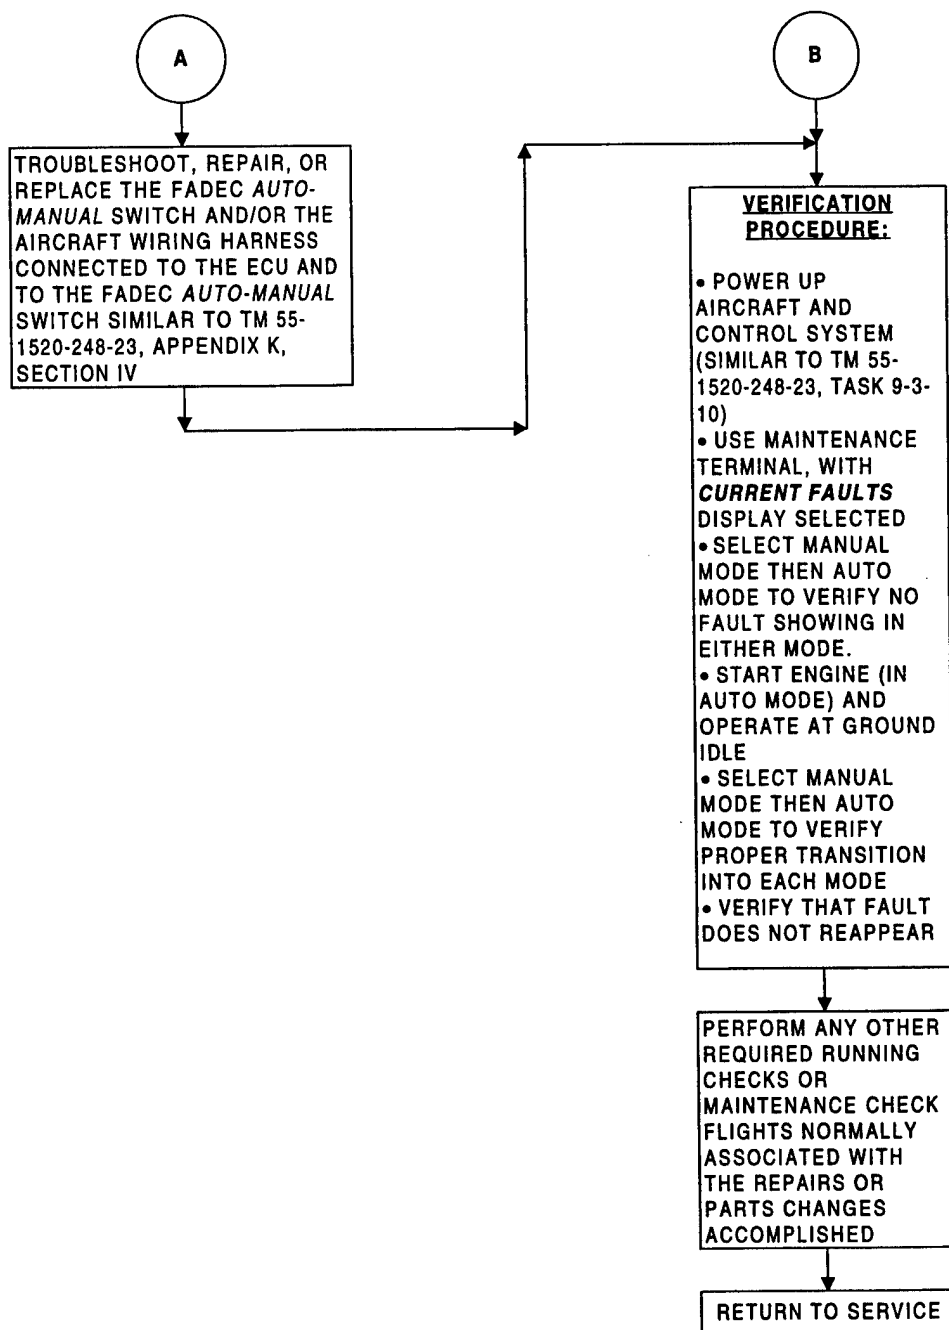 A
TROUBLESHOOT, REPAIR, OR
REPLACE THE FADEC AUTO-
MANUAL SWITCH AND/OR THE
AIRCRAFT WIRING HARNESS
CONNECTED TO THE ECU AND
TO THE FADEC AUTO-MANUAL
SWITCH SIMILAR TO TM 55-
1520-248-23, APPENDIX K,
SECTION IV
B
VERIFICATION
PROCEDURE:
• POWER UP
AIRCRAFT AND
CONTROL SYSTEM
(SIMILAR TO TM 55-
1520-248-23, TASK 9-3-
10)
• USE MAINTENANCE
TERMINAL, WITH
CURRENT FAULTS
DISPLAY SELECTED
• SELECT MANUAL
MODE THEN AUTO
MODE TO VERIFY NO
FAULT SHOWING IN
EITHER MODE.
• START ENGINE (IN
AUTO MODE) AND
OPERATE AT GROUND
IDLE
• SELECT MANUAL
MODE THEN AUTO
MODE TO VERIFY
PROPER TRANSITION
INTO EACH MODE
• VERIFY THAT FAULT
DOES NOT REAPPEAR
PERFORM ANY OTHER
REQUIRED RUNNING
CHECKS OR
MAINTENANCE CHECK
FLIGHTS NORMALLY
ASSOCIATED WITH
THE REPAIRS OR
PARTS CHANGES
ACCOMPLISHED
RETURN TO SERVICE